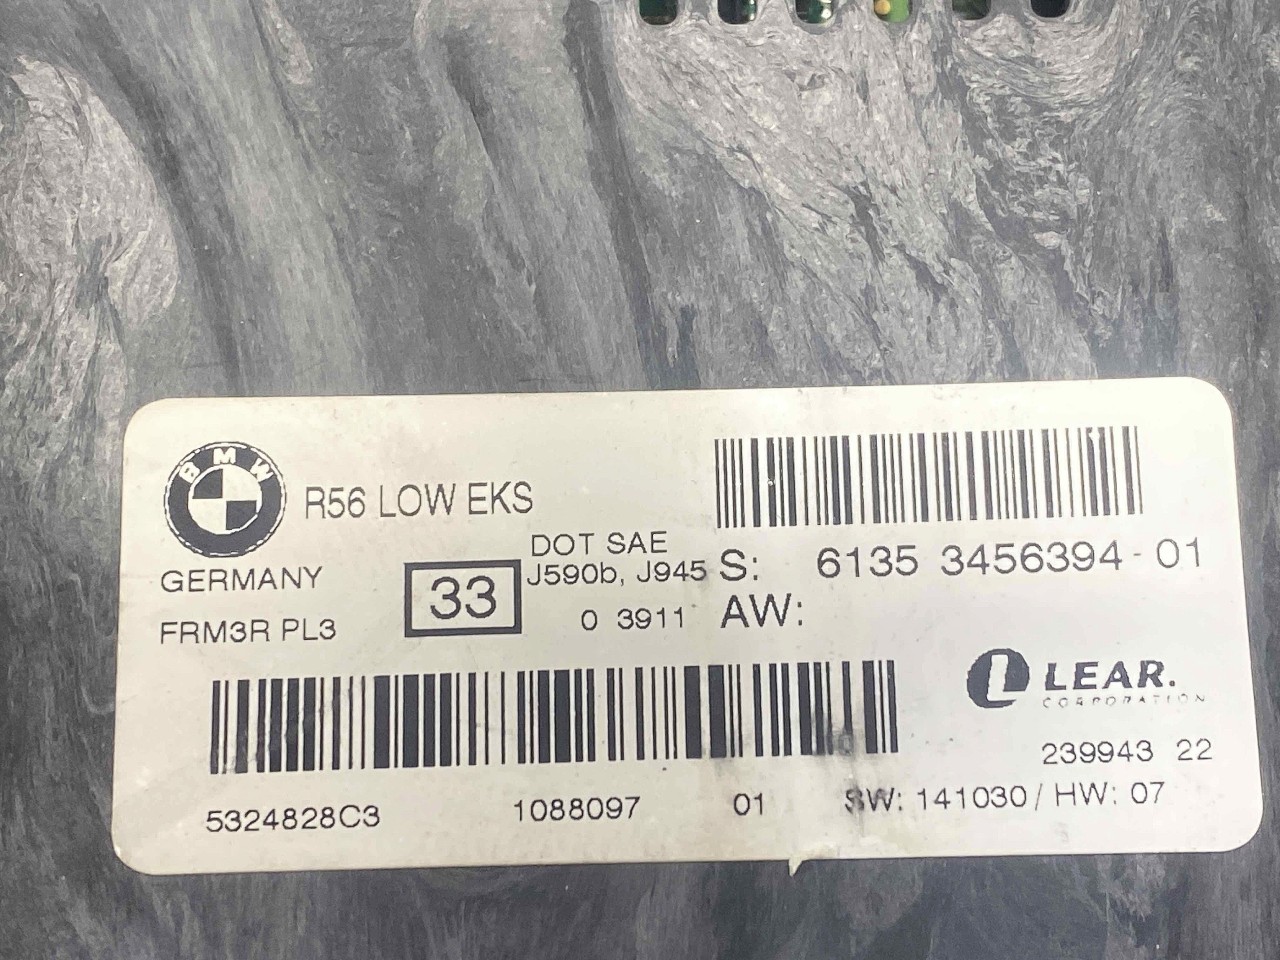 BMW
R56 LOW EKS
GERMANY
FRM3R PL3
33
DOT SAE
J590b, J945
0 3911
S: 6135 3456394-01
AW:
LEAR.
CORPORATION
239943 22
5324828C3 1088097 01 SW: 141030 / HW: 07